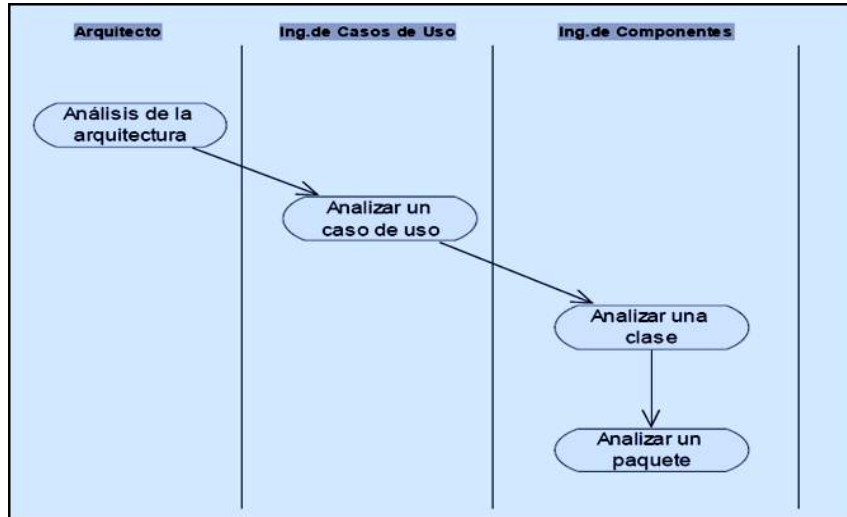 Arquitecto
Ing.de Casos de Uso
Ing.de Componentes
Análisis de la
arquitectura
Analizar un
caso de uso
Analizar una
clase
Analizar un
paquete